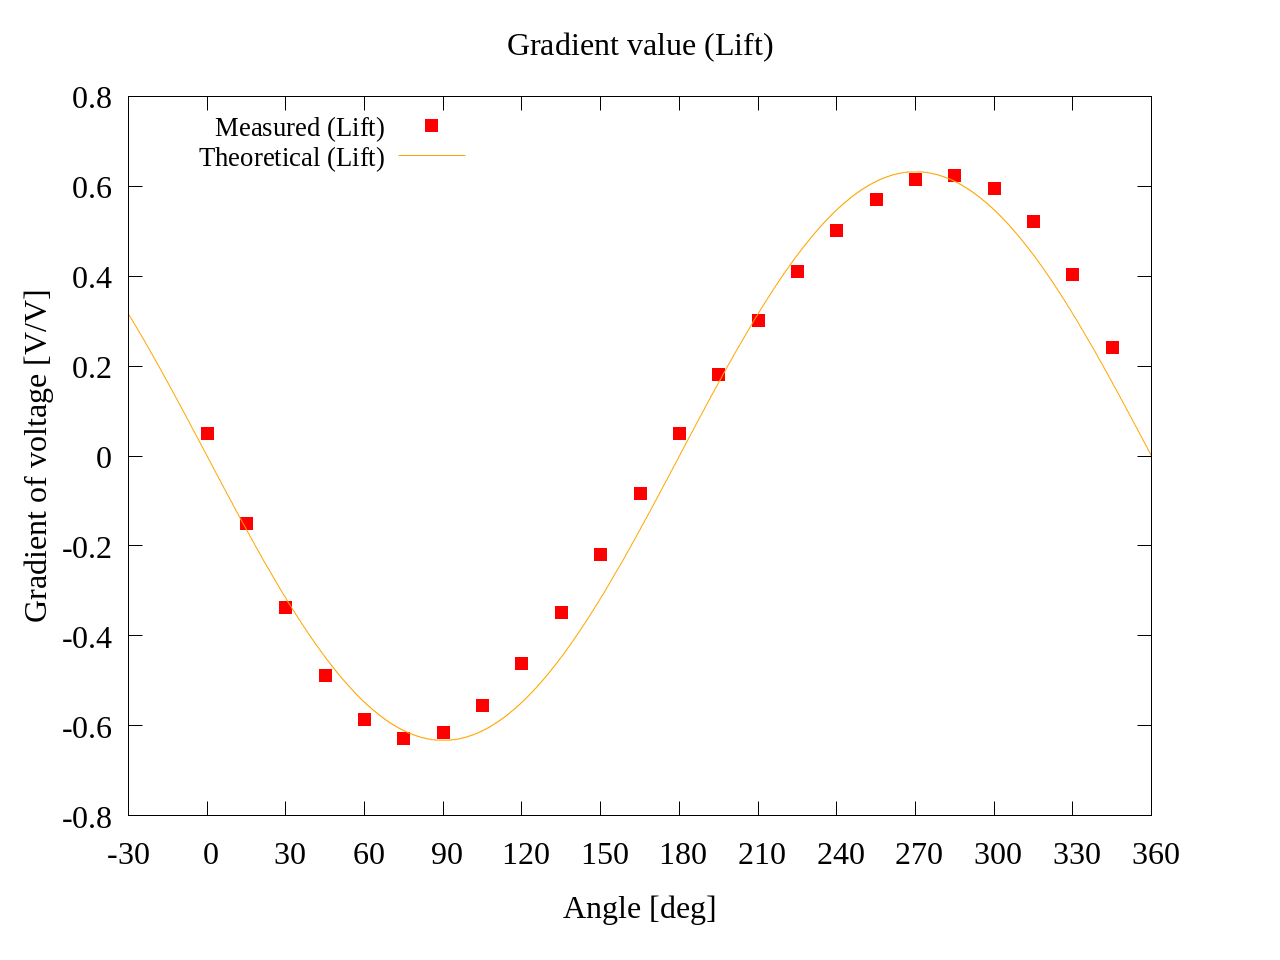 Gradient value (Lift)
Measured (Lift)
Theoretical (Lift)
Gradient of voltage [V/V]
0.8
0.6
0.4
0.2
0
-0.2
-0.4
-0.6
-0.8
-30 0 30 60 90 120 150 180 210 240 270 300 330 360
Angle [deg]